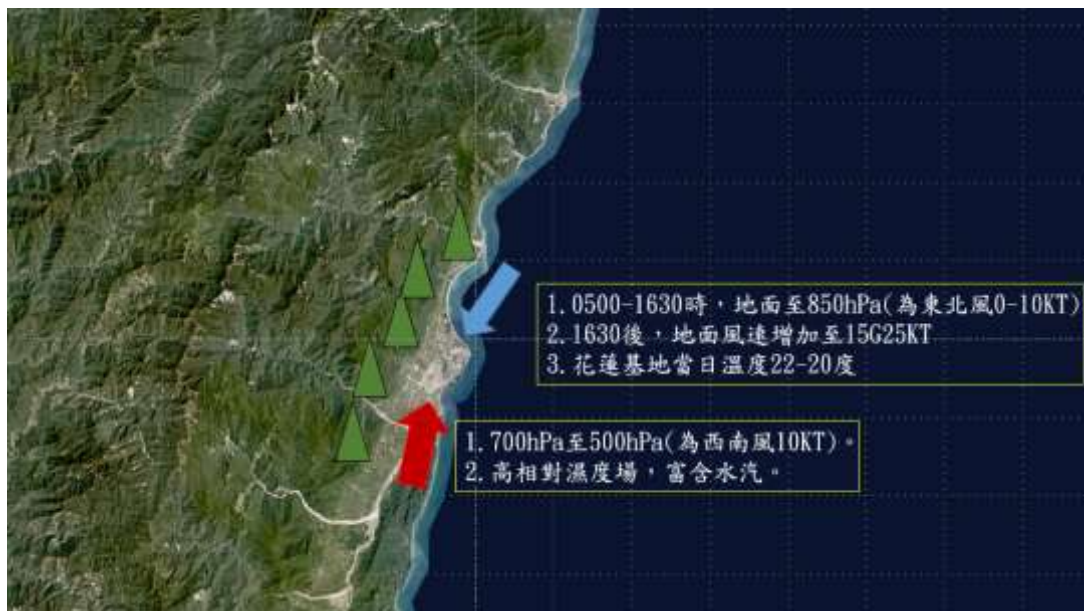 1.0500-1630時，地面至850hPa(為東北風0-10KT)
2.1630後，地面風速增加至15G25KT
3.花蓮基地當日溫度22-20度
1.700hPa至500hPa(為西南風10KT)。
2.高相對濕度場，富含水汽。